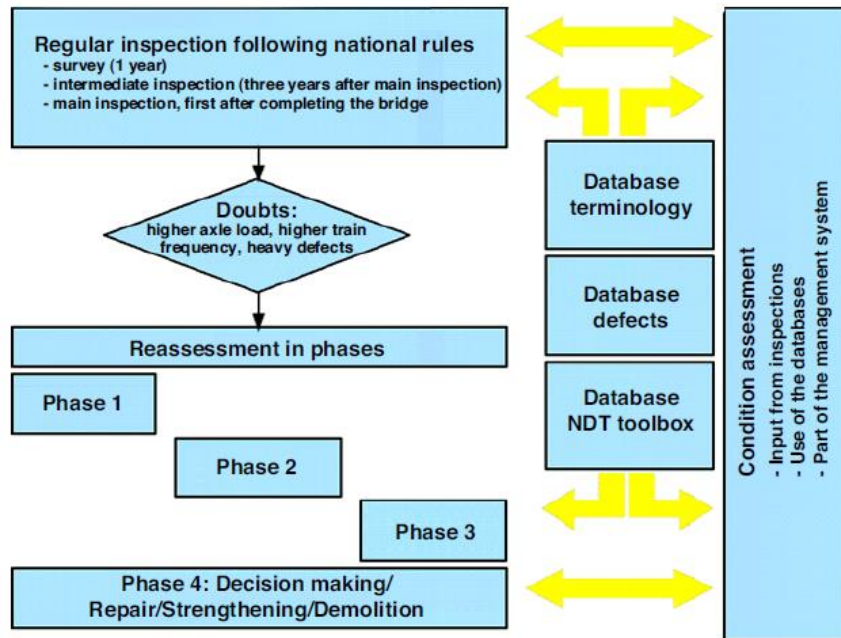 Regular inspection following national rules
- survey (1 year)
- intermediate inspection (three years after main inspection)
- main inspection, first after completing the bridge
Doubts:
higher axle load, higher train
frequency, heavy defects
Reassessment in phases
Phase 1
Phase 2
Phase 3
Phase 4: Decision making/
Repair/Strengthening/Demolition
Database
terminology
Database
defects
Database
NDT toolbox
Condition assessment
- Input from inspections
- Use of the databases
- Part of the management system